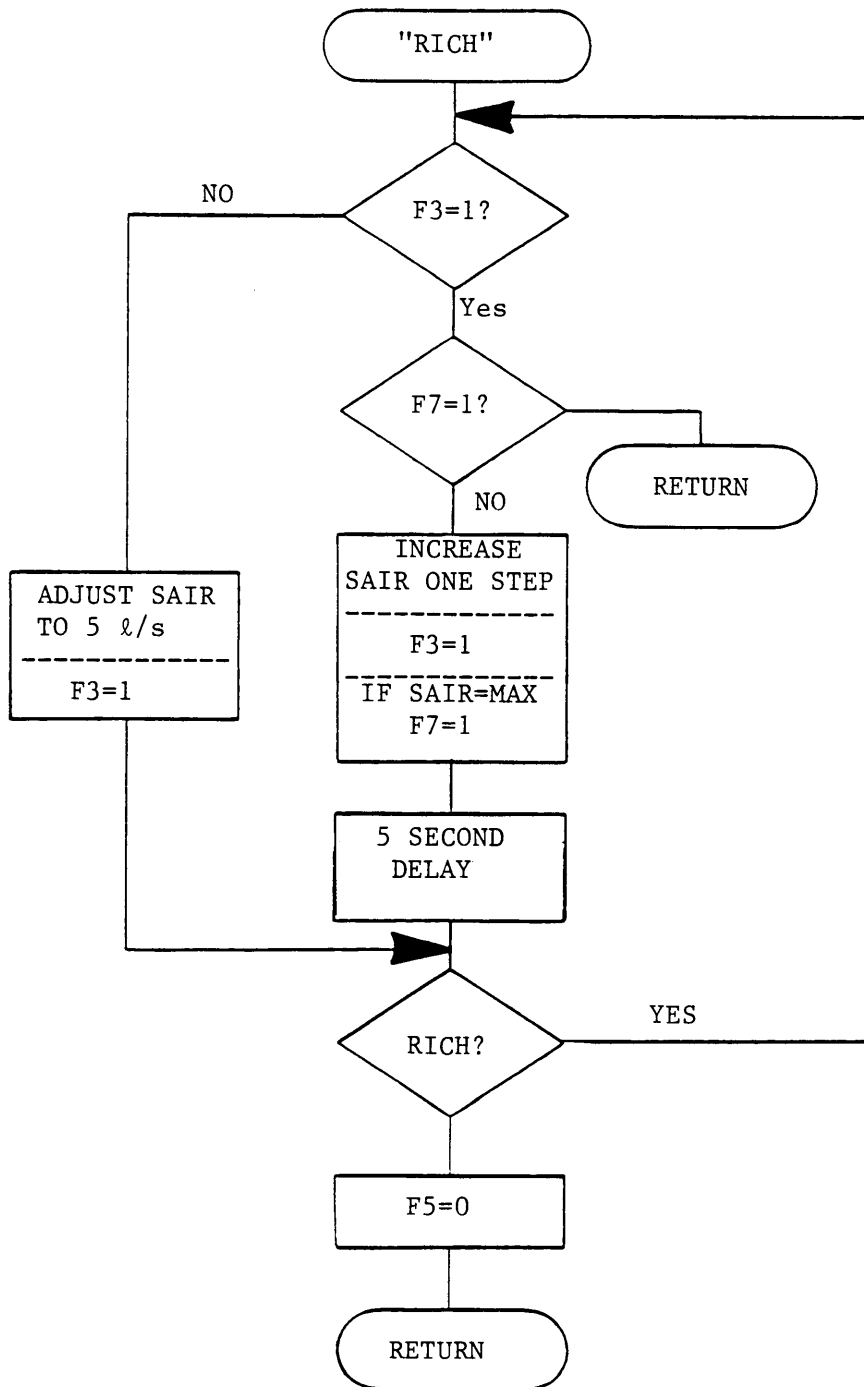 "RICH"
NO
F3=1?
Yes
F7=1?
RETURN
NO
INCREASE
SAIR ONE STEP
F3=1
IF SAIR=MAX
F7=1
ADJUST SAIR
TO 5 ℓ/s
F3=1
5 SECOND
DELAY
YES
RICH?
F5=0
RETURN